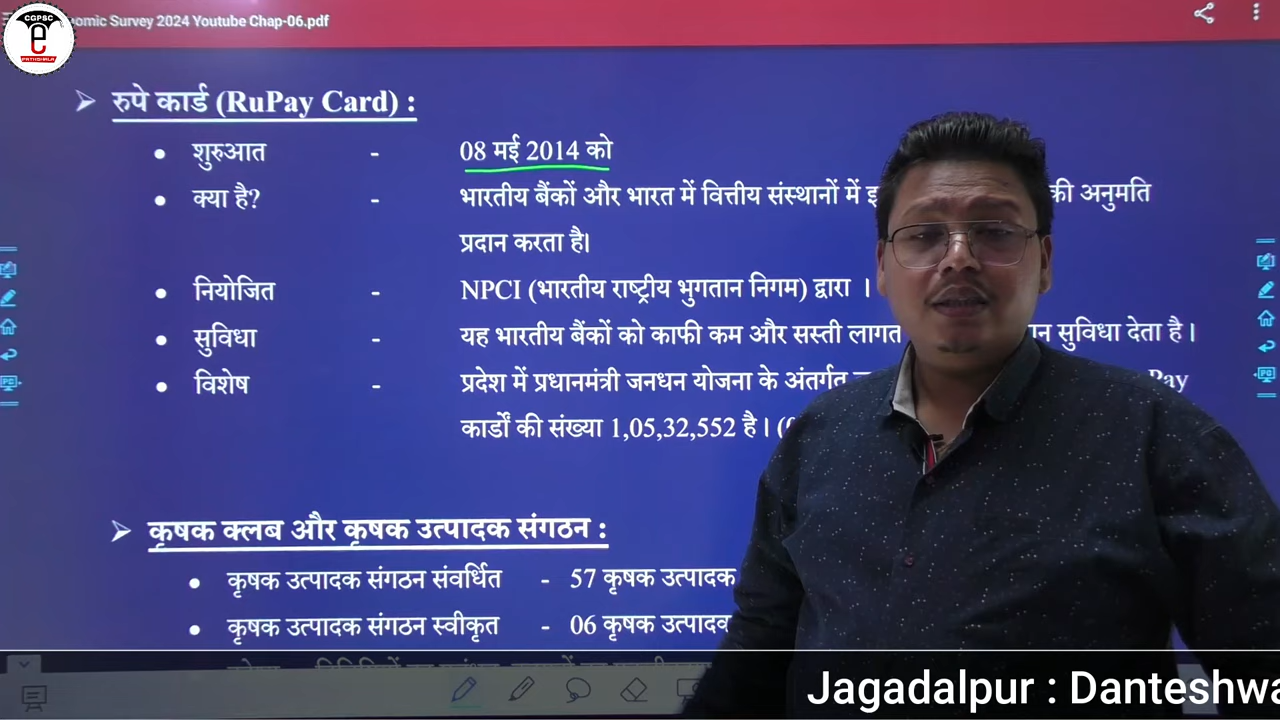 CGPSC
e
PATHSHALA
omic Survey 2024 Youtube Chap-06.pdf
➢ रुपे कार्ड (RuPay Card) :
• शुरुआत - 08 मई 2014 को
• क्या है? - भारतीय बैंकों और भारत में वित्तीय संस्थानों में की अनुमति
प्रदान करता है।
• नियोजित - NPCI (भारतीय राष्ट्रीय भुगतान निगम) द्वारा ।
• सुविधा - यह भारतीय बैंकों को काफी कम और सस्ती लागत सुविधा देता है।
• विशेष - प्रदेश में प्रधानमंत्री जनधन योजना के अंतर्गत Pay
कार्डों की संख्या 1,05,32,552 है। (
➢ कृषक क्लब और कृषक उत्पादक संगठन :
• कृषक उत्पादक संगठन संवर्धित - 57 कृषक उत्पादक
• कृषक उत्पादक संगठन स्वीकृत - 06 कृषक
Jagadalpur : Danteshwa